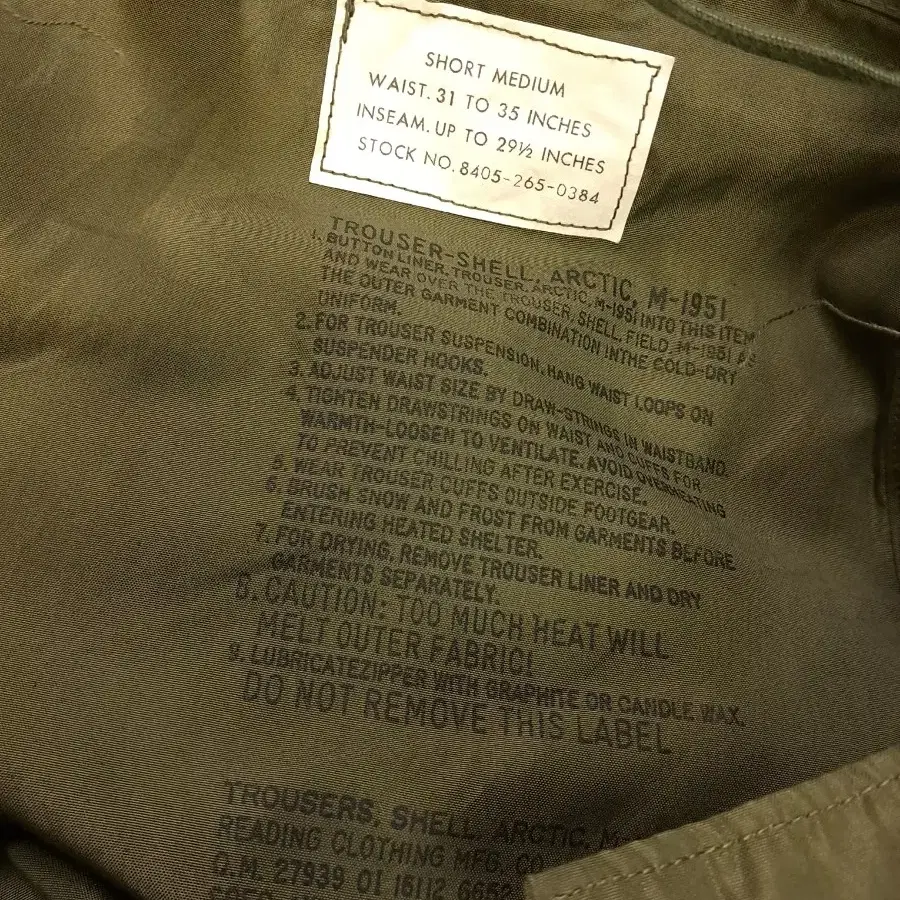 SHORT MEDIUM
WAIST. 31 TO 35 INCHES
INSEAM. UP TO 29½ INCHES
STOCK NO. 8405-265-0384
TROUSER-SHELL, ARCTIC, M-1951
1. BUTTON LINER, TROUSER, ARCTIC, M-1951 INTO THIS ITEM
AND WEAR OVER THE TROUSER, SHELL, FIELD, M-1951 AS
THE OUTER GARMENT COMBINATION INTHE COLD-DRY
UNIFORM.
2. FOR TROUSER SUSPENSION, HANG WAIST LOOPS ON
SUSPENDER HOOKS.
3. ADJUST WAIST SIZE BY DRAW-STRINGS IN WAISTBAND.
4. TIGHTEN DRAWSTRINGS ON WAIST AND CUFFS FOR
WARMTH-LOOSEN TO VENTILATE. AVOID OVERHEATING
TO PREVENT CHILLING AFTER EXERCISE.
5. WEAR TROUSER CUFFS OUTSIDE FOOTGEAR.
6. BRUSH SNOW AND FROST FROM GARMENTS BEFORE
ENTERING HEATED SHELTER.
7. FOR DRYING, REMOVE TROUSER LINER AND DRY
GARMENTS SEPARATELY.
8. CAUTION: TOO MUCH HEAT WILL
MELT OUTER FABRIC!
9. LUBRICATEZIPPER WITH GRAPHITE OR CANDLE WAX.
DO NOT REMOVE THIS LABEL
TROUSERS, SHELL, ARCTIC,
READING CLOTHING MFG. CO
Q.M. 27939 OI 15112